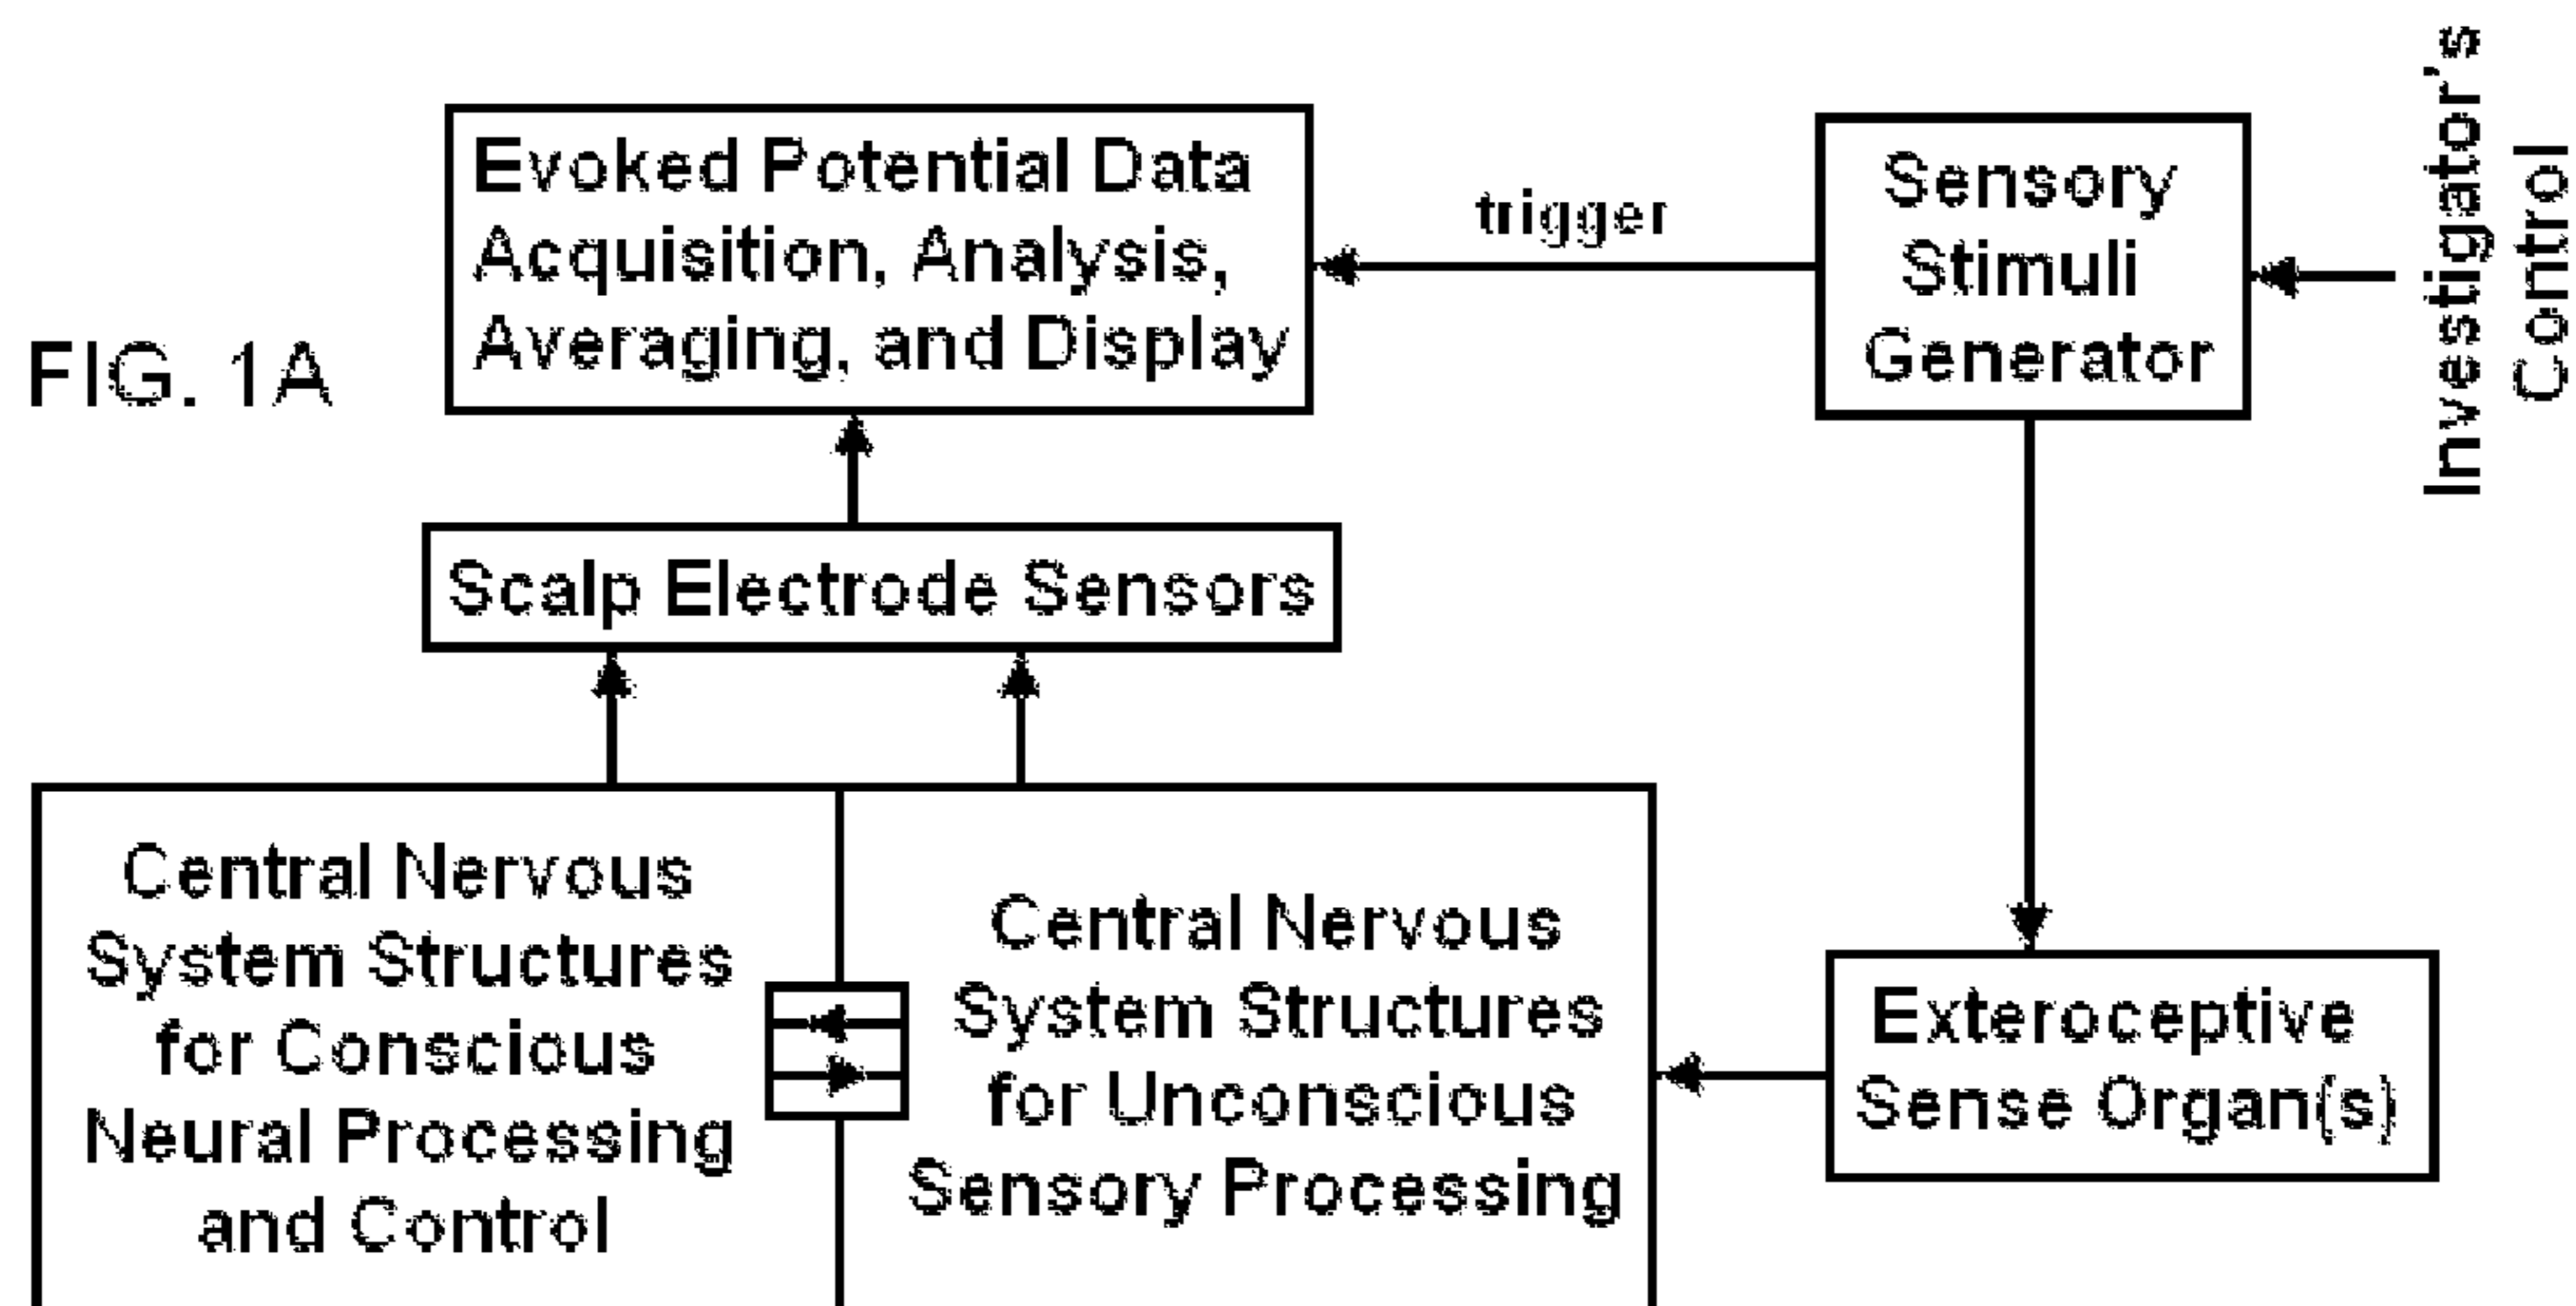 FIG. 1A
Evoked Potential Data
Acquisition, Analysis,
Averaging, and Display
trigger
Sensory
Stimuli
Generator
Investigator's
Control
Scalp Electrode Sensors
Central Nervous
System Structures
for Conscious
Neural Processing
and Control
Central Nervous
System Structures
for Unconscious
Sensory Processing
Exteroceptive
Sense Organ(s)